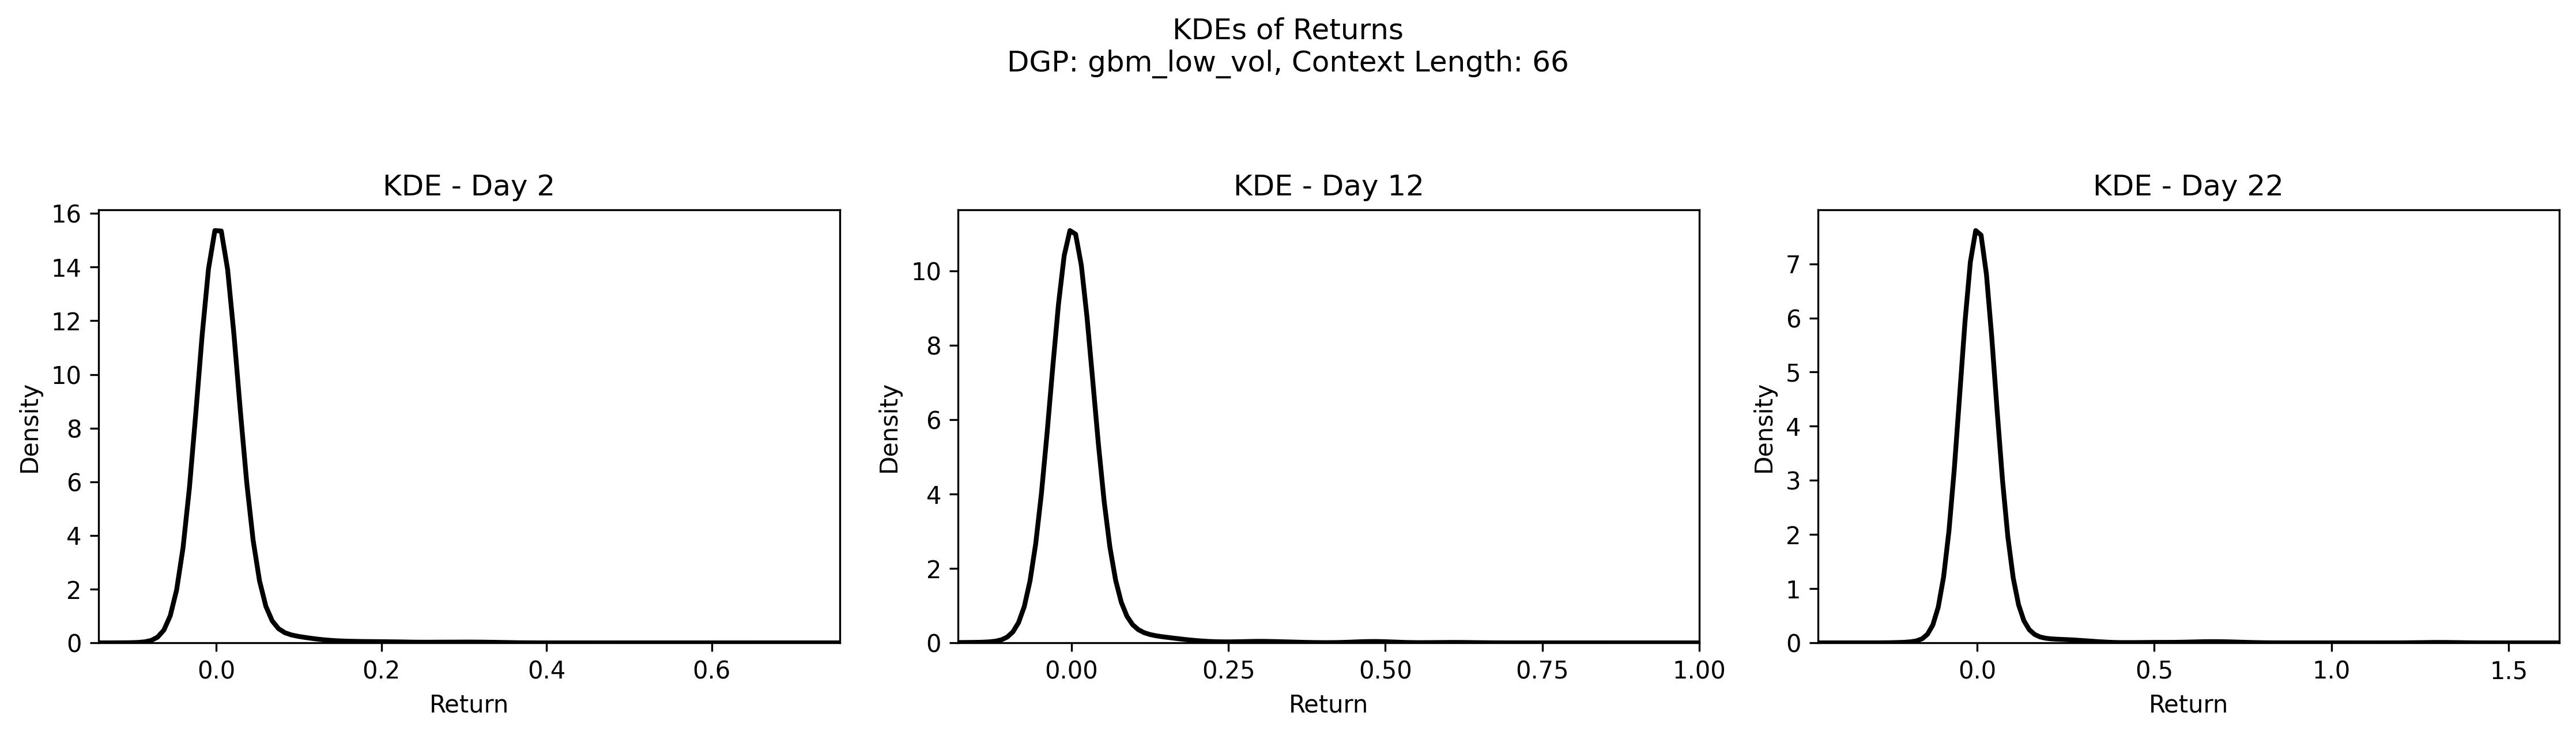 KDEs of Returns
DGP: gbm_low_vol, Context Length: 66
KDE - Day 2
16
14
12
10
8
6
4
2
0
Density
0.0 0.2 0.4 0.6
Return
KDE - Day 12
10
8
6
4
2
0
Density
0.00 0.25 0.50 0.75 1.00
Return
KDE - Day 22
7
6
5
4
3
2
1
0
Density
0.0 0.5 1.0 1.5
Return